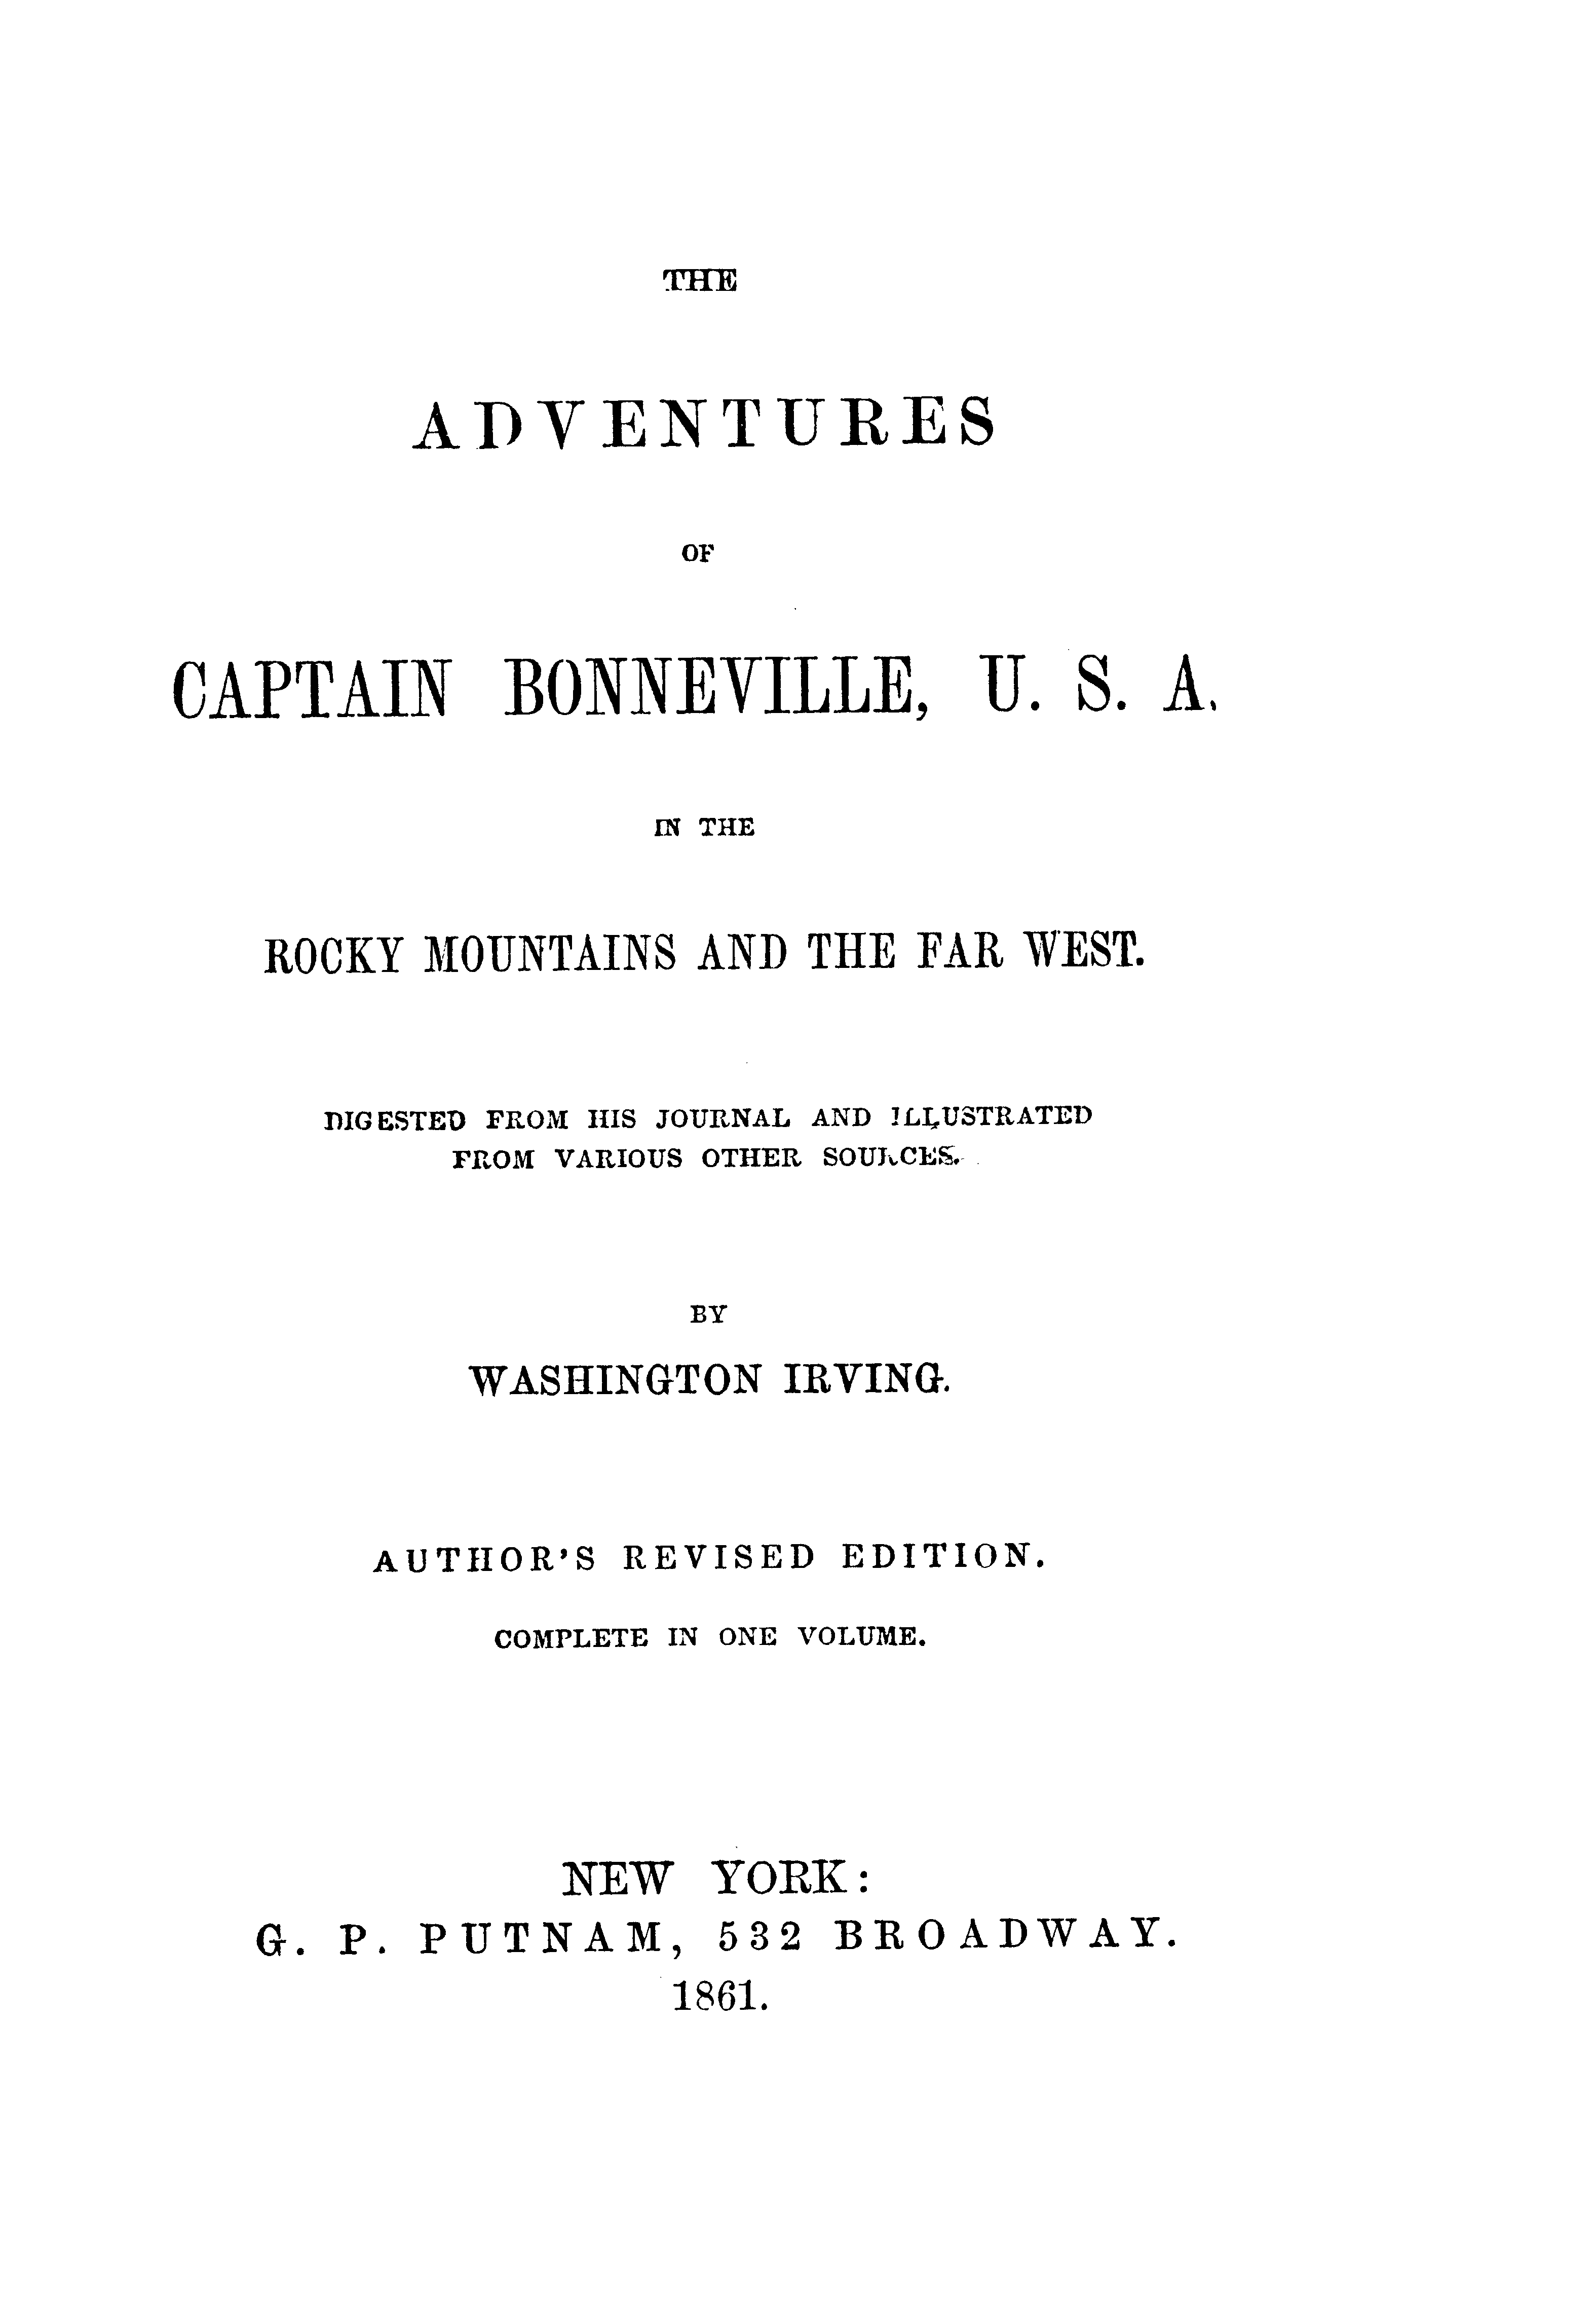 THE
ADVENTURES
OF
CAPTAIN BONNEVILLE, U. S. A.
IN THE
ROCKY MOUNTAINS AND THE FAR WEST.
DIGESTED FROM HIS JOURNAL AND ILLUSTRATED
FROM VARIOUS OTHER SOURCES.
BY
WASHINGTON IRVING.
AUTHOR'S REVISED EDITION.
COMPLETE IN ONE VOLUME.
NEW YORK:
G. P. PUTNAM, 532 BROADWAY.
1861.